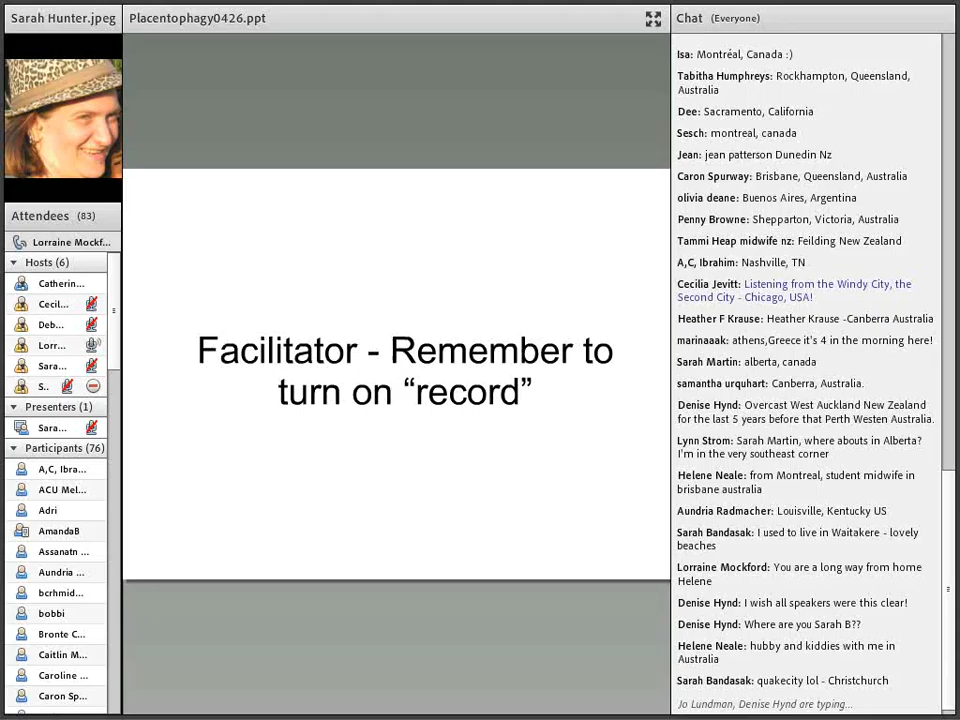 Sarah Hunter.jpeg
Attendees (83)
Lorraine Mockf...
Hosts (6)
Catherin...
Cecil...
Deb...
Lorr...
Sara...
S..
Presenters (1)
Sara...
Participants (76)
A,C, Ibra...
ACU Mel...
Adri
AmandaB
Assanatn ...
Aundria ...
bcrhmid...
bobbi
Bronte C...
Caitlin M...
Caroline ...
Caron Sp...
Placentophagy0426.ppt
Facilitator - Remember to
turn on “record”
Chat (Everyone)
Isa: Montréal, Canada :)
Tabitha Humphreys: Rockhampton, Queensland,
Australia
Dee: Sacramento, California
Sesch: montreal, canada
Jean: jean patterson Dunedin Nz
Caron Spurway: Brisbane, Queensland, Australia
olivia deane: Buenos Aires, Argentina
Penny Browne: Shepparton, Victoria, Australia
Tammi Heap midwife nz: Feilding New Zealand
A,C, Ibrahim: Nashville, TN
Cecilia Jevitt: Listening from the Windy City, the
Second City - Chicago, USA!
Heather F Krause: Heather Krause -Canberra Australia
marinaaak: athens,Greece it's 4 in the morning here!
Sarah Martin: alberta, canada
samantha urquhart: Canberra, Australia.
Denise Hynd: Overcast West Auckland New Zealand
for the last 5 years before that Perth Westen Australia.
Lynn Strom: Sarah Martin, where abouts in Alberta?
I'm in the very southeast corner
Helene Neale: from Montreal, student midwife in
brisbane australia
Aundria Radmacher: Louisville, Kentucky US
Sarah Bandasak: I used to live in Waitakere - lovely
beaches
Lorraine Mockford: You are a long way from home
Helene
Denise Hynd: I wish all speakers were this clear!
Denise Hynd: Where are you Sarah B??
Helene Neale: hubby and kiddies with me in
Australia
Sarah Bandasak: quakecity lol - Christchurch
Jo Lundman, Denise Hynd are typing...